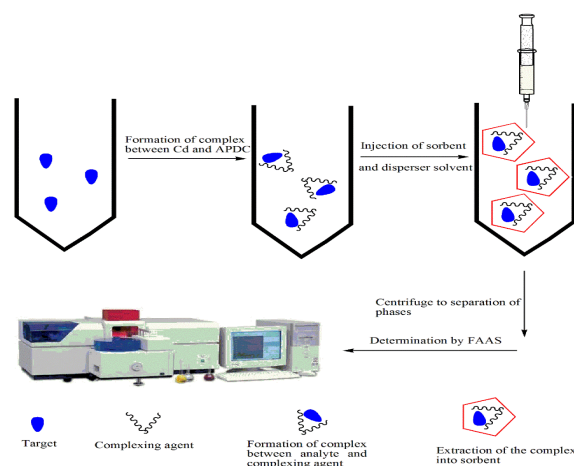 Formation of complex
between Cd and APDC
Injection of sorbent
and disperser solvent
Centrifuge to separation of
phases
Determination by FAAS
Target
Complexing agent
Formation of complex
between analyte and
complexing agent
Extraction of the complex
into sorbent